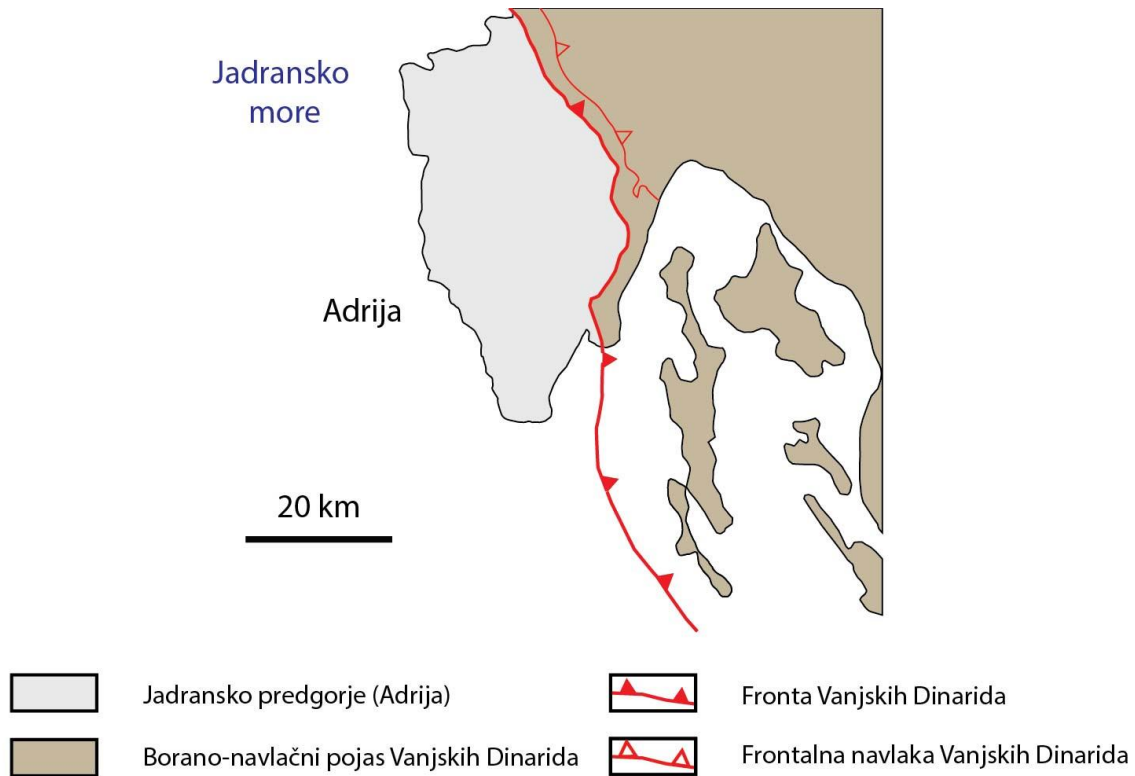 Jadransko
more
Adrija
20 km
Jadransko predgorje (Adrija)
Fronta Vanjskih Dinarida
Borano-navlačni pojas Vanjskih Dinarida
Frontalna navlaka Vanjskih Dinarida